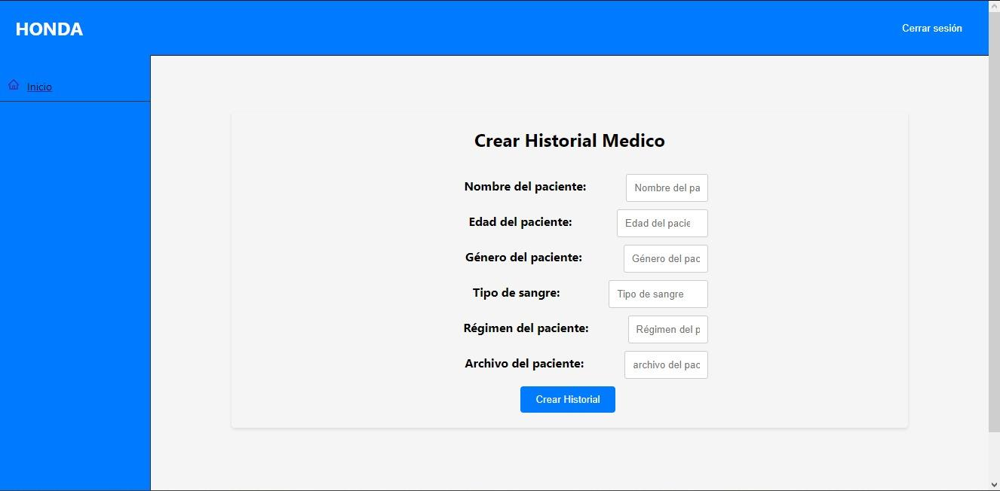 HONDA
Cerrar sesión
Inicio
Crear Historial Medico
Nombre del paciente: Nombre del pa
Edad del paciente: Edad del pacie
Género del paciente: Género del pac
Tipo de sangre: Tipo de sangre
Régimen del paciente: Régimen del p
Archivo del paciente: archivo del pac
Crear Historial